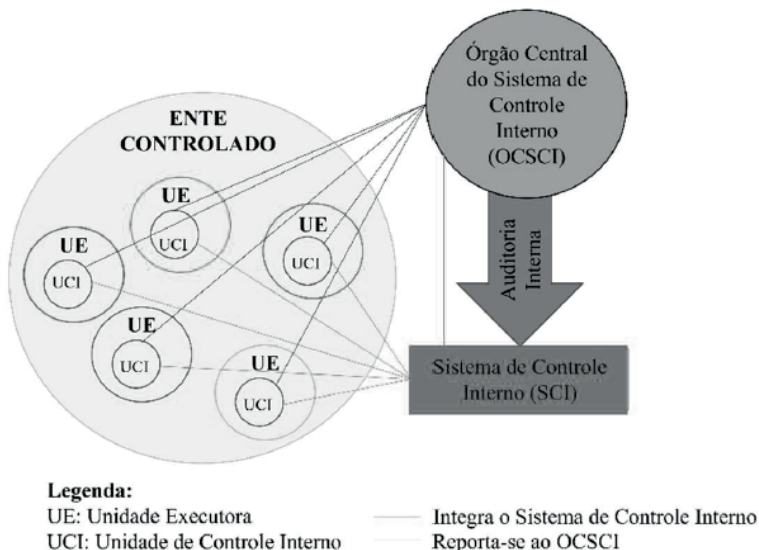 ENTE
CONTROLADO
UE
UCI
UE
UCI
UE
UCI
UE
UCI
UE
UCI
Órgão Central
do Sistema de
Controle
Interno
(OCSCI)
Auditoria
Interna
Sistema de Controle
Interno (SCI)
Legenda:
UE: Unidade Executora
UCI: Unidade de Controle Interno
Integra o Sistema de Controle Interno
Reporta-se ao OCSCI